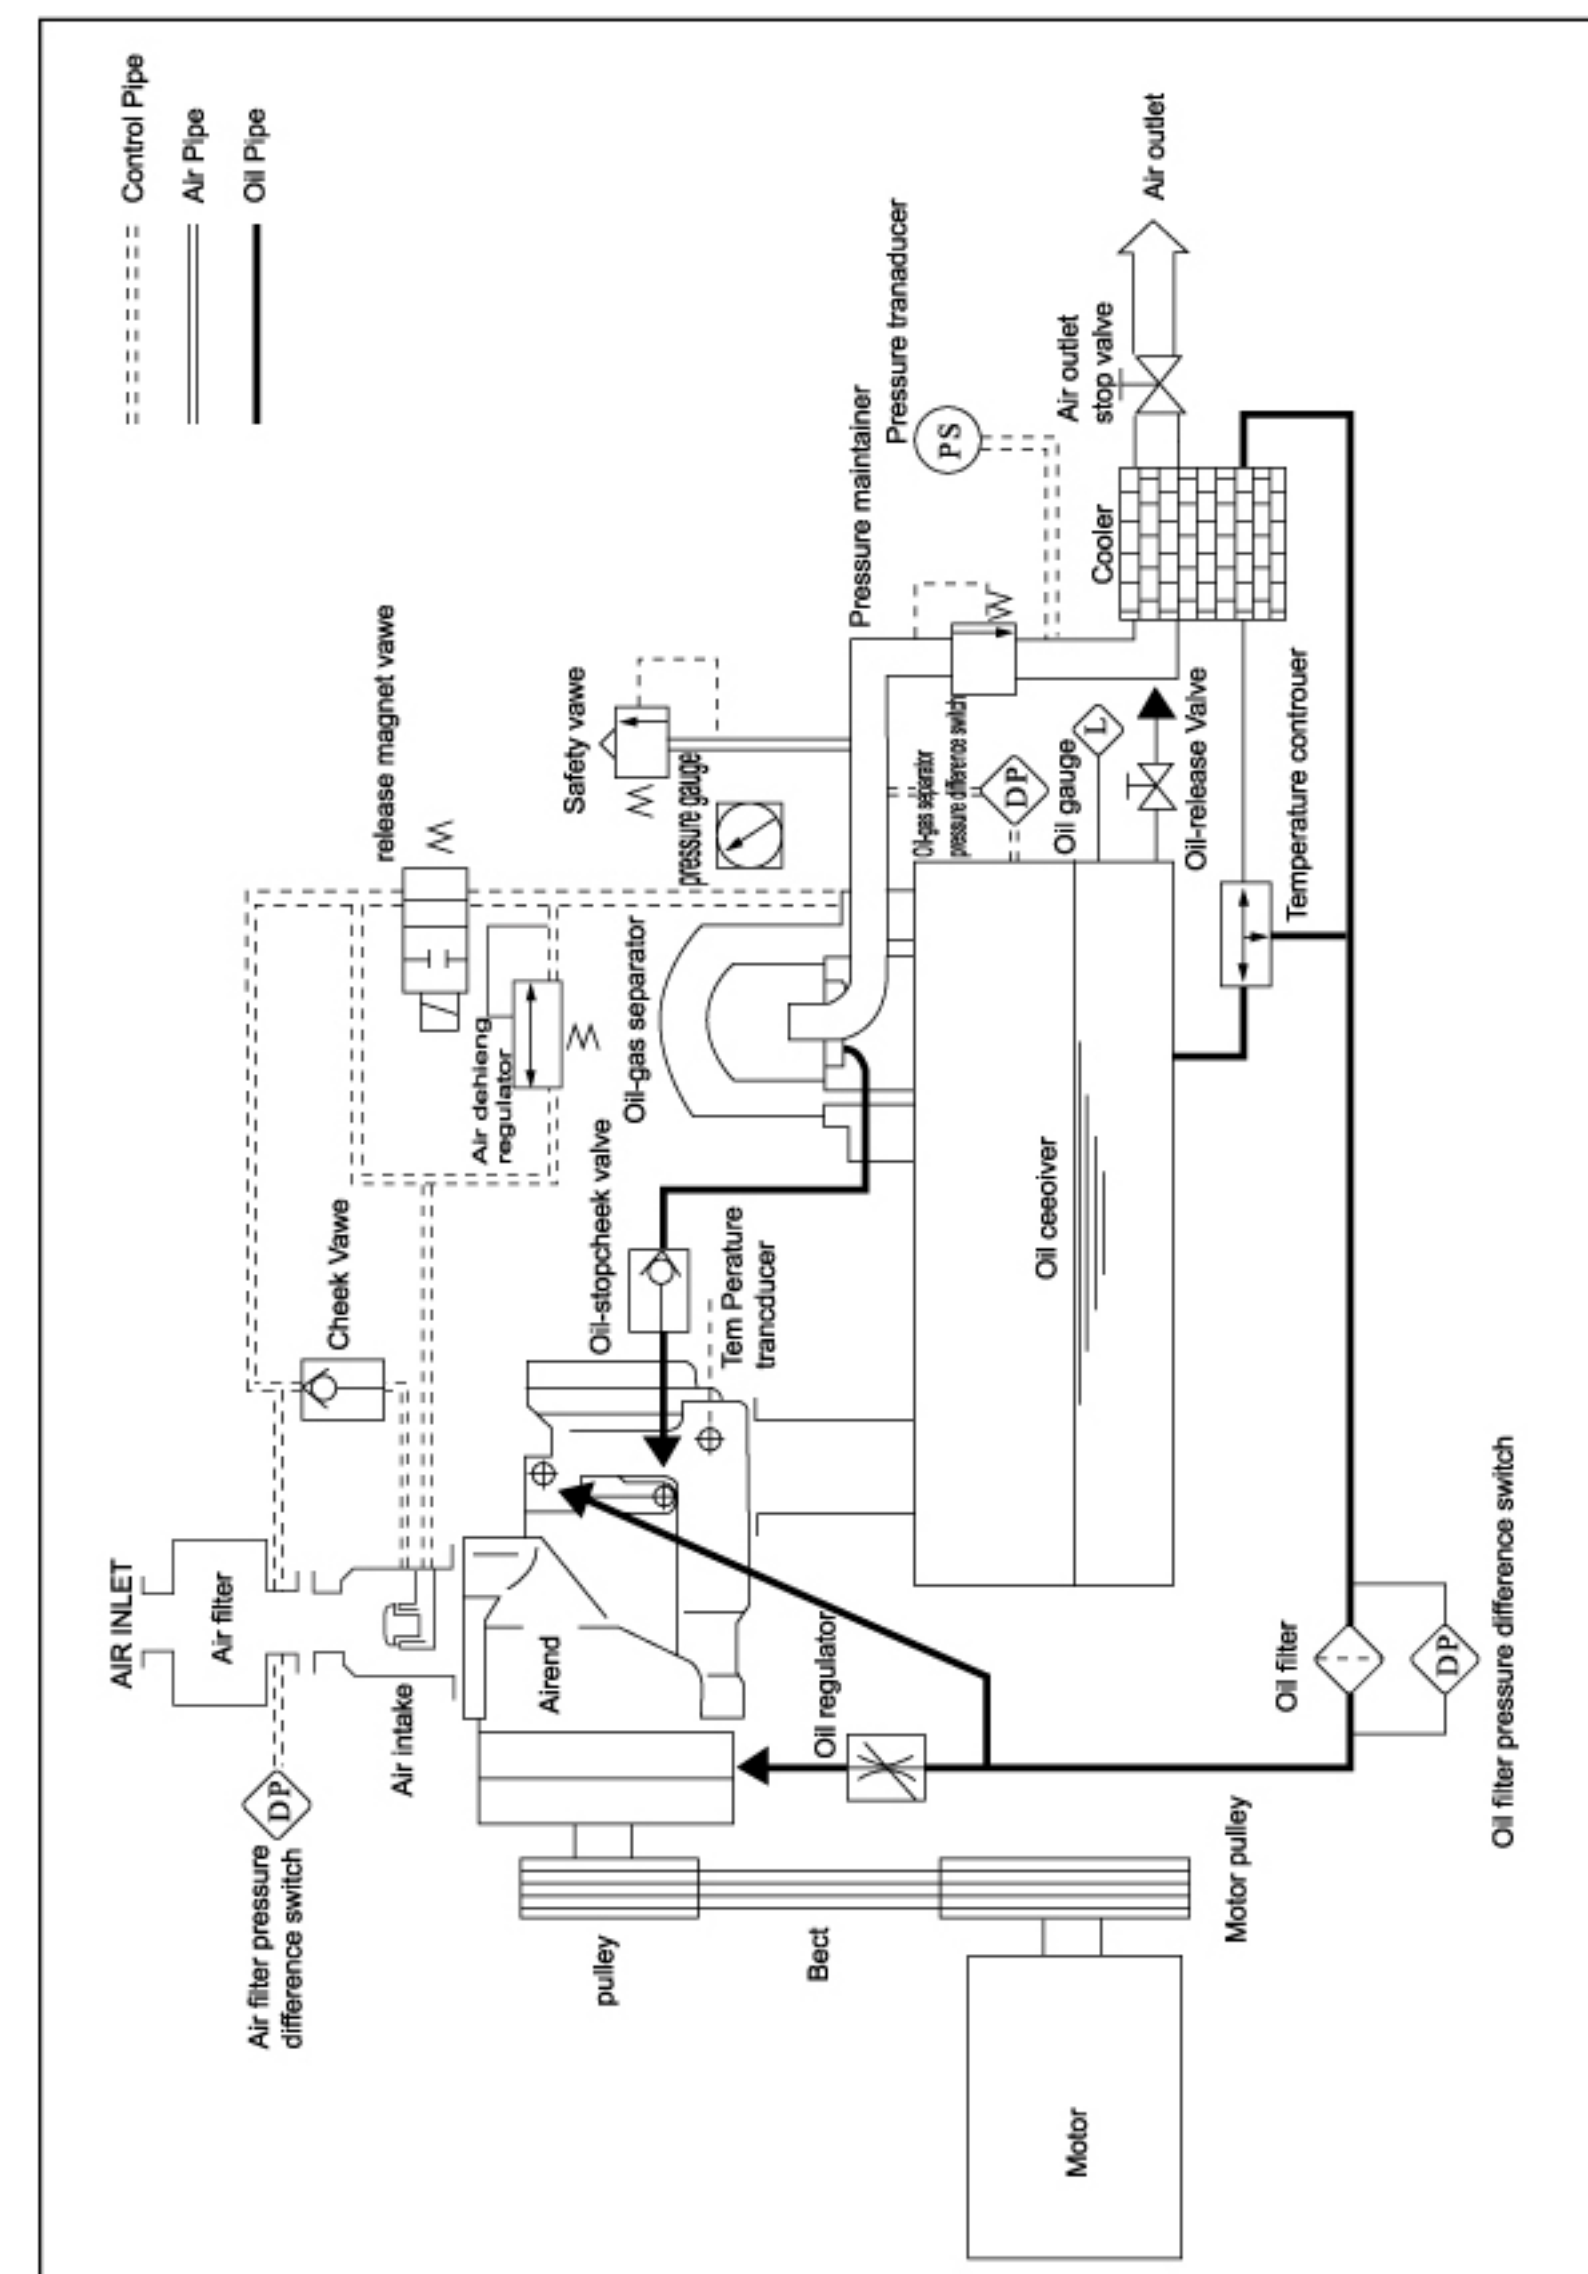 Control Pipe
Air Pipe
Oil Pipe
AIR INLET
Air filter
Air filter pressure
difference switch
DP
Air intake
Cheek Vawe
release magnet vawe
Air dehieng
regulator
Safety vawe
pressure gauge
Oil-gas separator
Oil-stopcheek valve
Tem Perature
trancducer
Airend
pulley
Bect
Motor
Motor pulley
Oil regulator
Pressure maintainer
Pressure tranaducer
PS
Oil-gas separator
pressure difference switch
DP
Oil gauge
L
Oil-release Valve
Oil ceeoiver
Cooler
Air outlet
stop valve
Air outlet
Temperature controuer
Oil filter
DP
Oil filter pressure difference switch